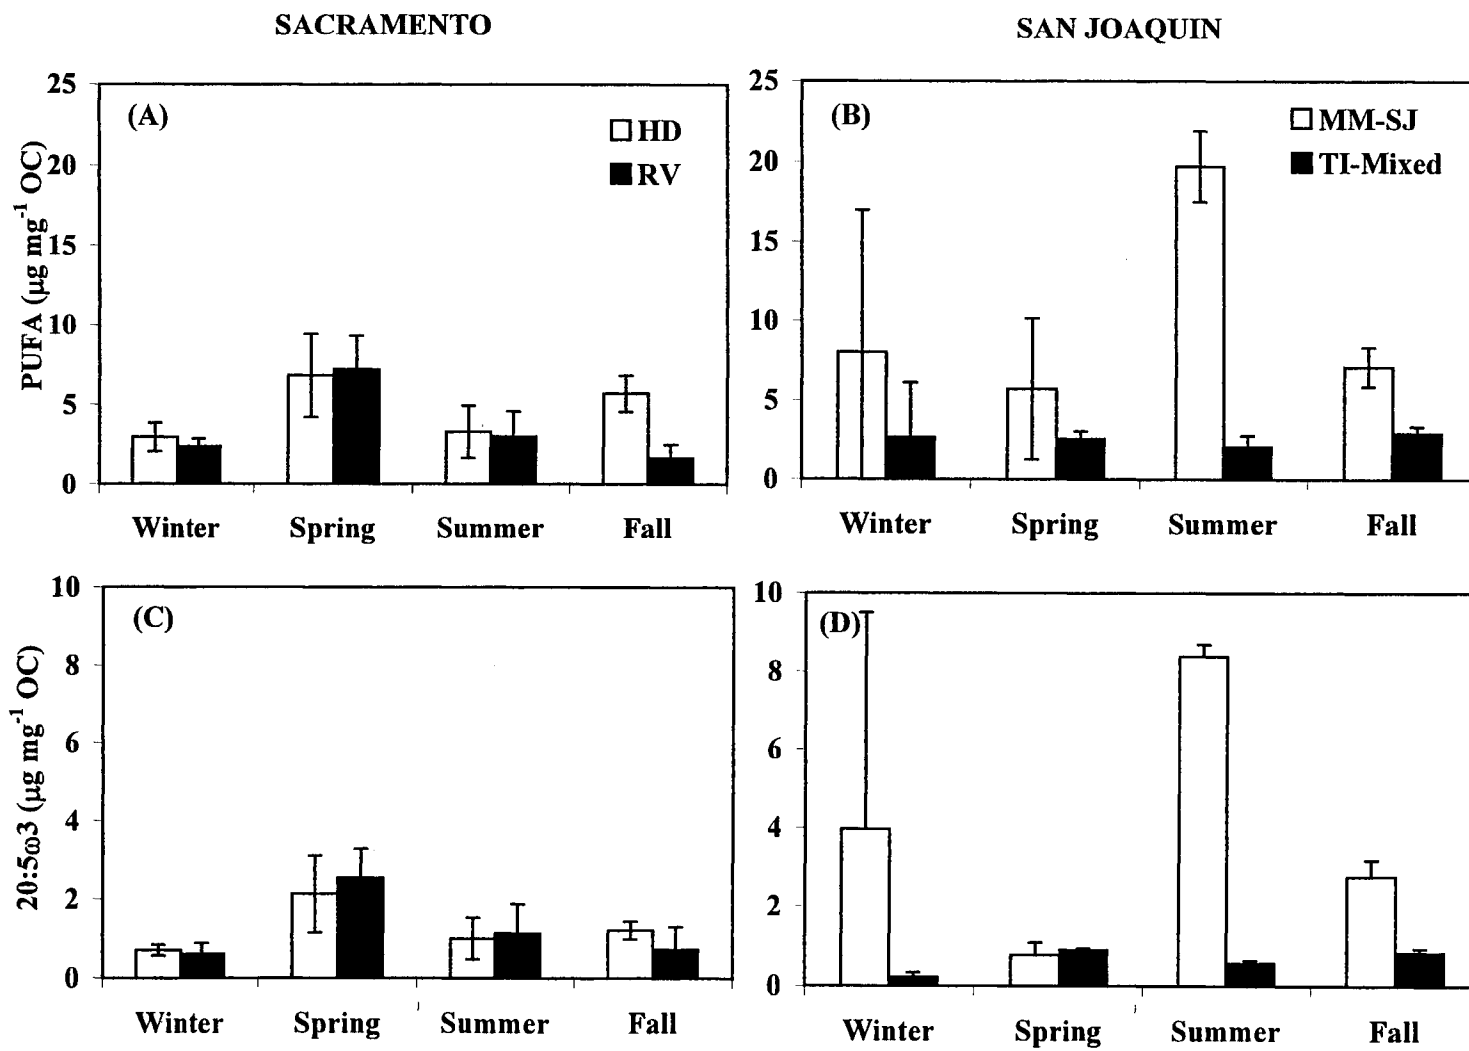 SACRAMENTO
SAN JOAQUIN
PUFA (µg mg⁻¹ OC)
25
20
15
10
5
0
(A)
HD
RV
Winter Spring Summer Fall
25
20
15
10
5
0
(B)
MM-SJ
TI-Mixed
Winter Spring Summer Fall
20:5ω3 (µg mg⁻¹ OC)
10
8
6
4
2
0
(C)
Winter Spring Summer Fall
10
8
6
4
2
0
(D)
Winter Spring Summer Fall